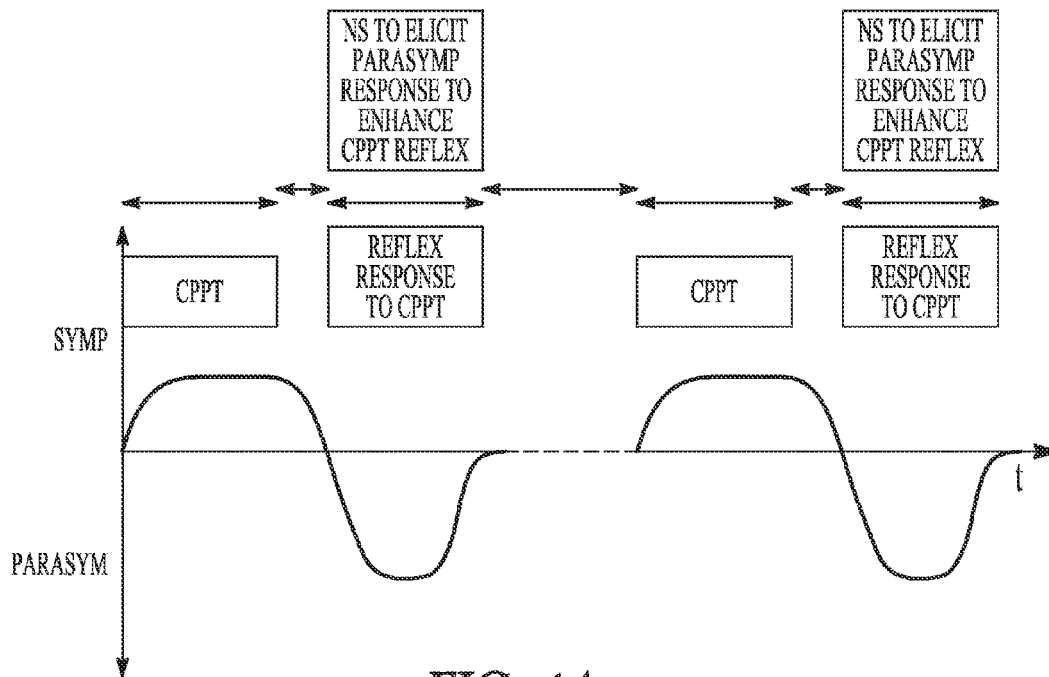 NS TO ELICIT
PARASYMP
RESPONSE TO
ENHANCE
CPPT REFLEX
NS TO ELICIT
PARASYMP
RESPONSE TO
ENHANCE
CPPT REFLEX
CPPT
REFLEX
RESPONSE
TO CPPT
CPPT
REFLEX
RESPONSE
TO CPPT
SYMP
t
PARASYM